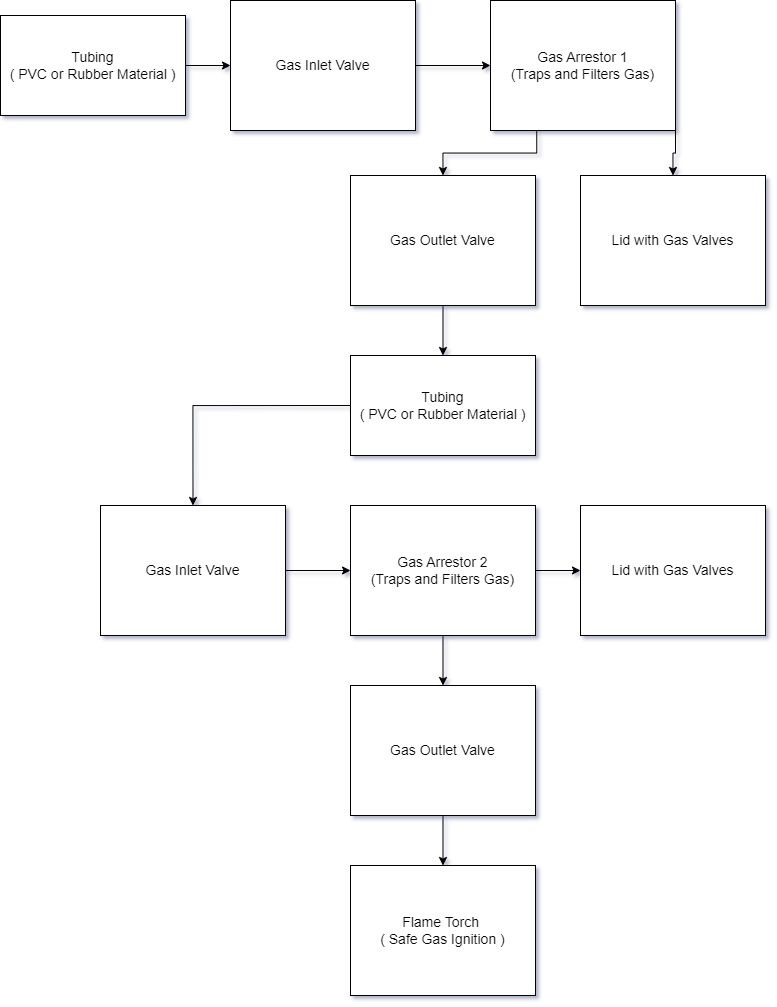 Tubing
( PVC or Rubber Material )
Gas Inlet Valve
Gas Arrestor 1
(Traps and Filters Gas)
Gas Outlet Valve
Lid with Gas Valves
Tubing
( PVC or Rubber Material )
Gas Inlet Valve
Gas Arrestor 2
(Traps and Filters Gas)
Lid with Gas Valves
Gas Outlet Valve
Flame Torch
( Safe Gas Ignition )